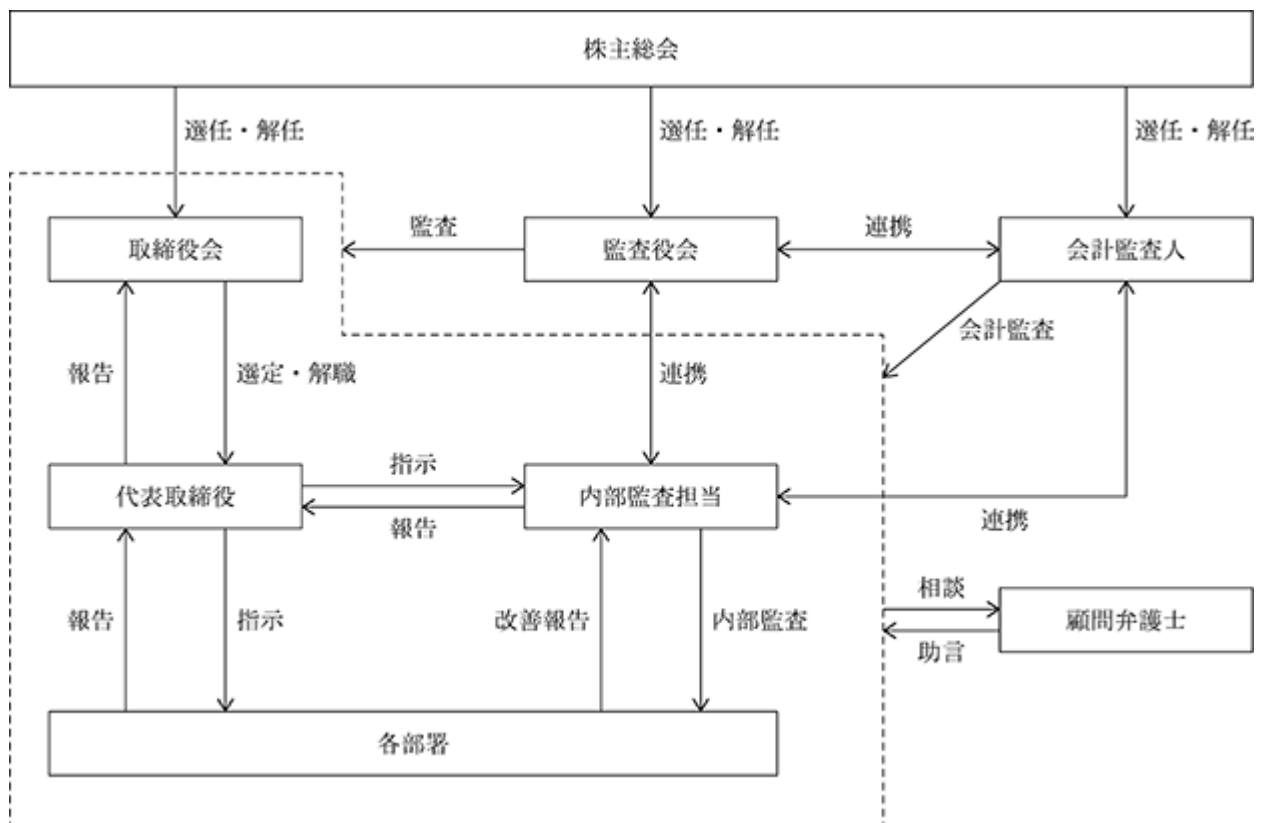 株主総会
選任・解任
選任・解任
選任・解任
取締役会
監査
監査役会
連携
会計監査人
会計監査
報告
選定・解職
連携
代表取締役
指示
報告
内部監査担当
連携
報告
指示
改善報告
内部監査
相談
助言
顧問弁護士
各部署